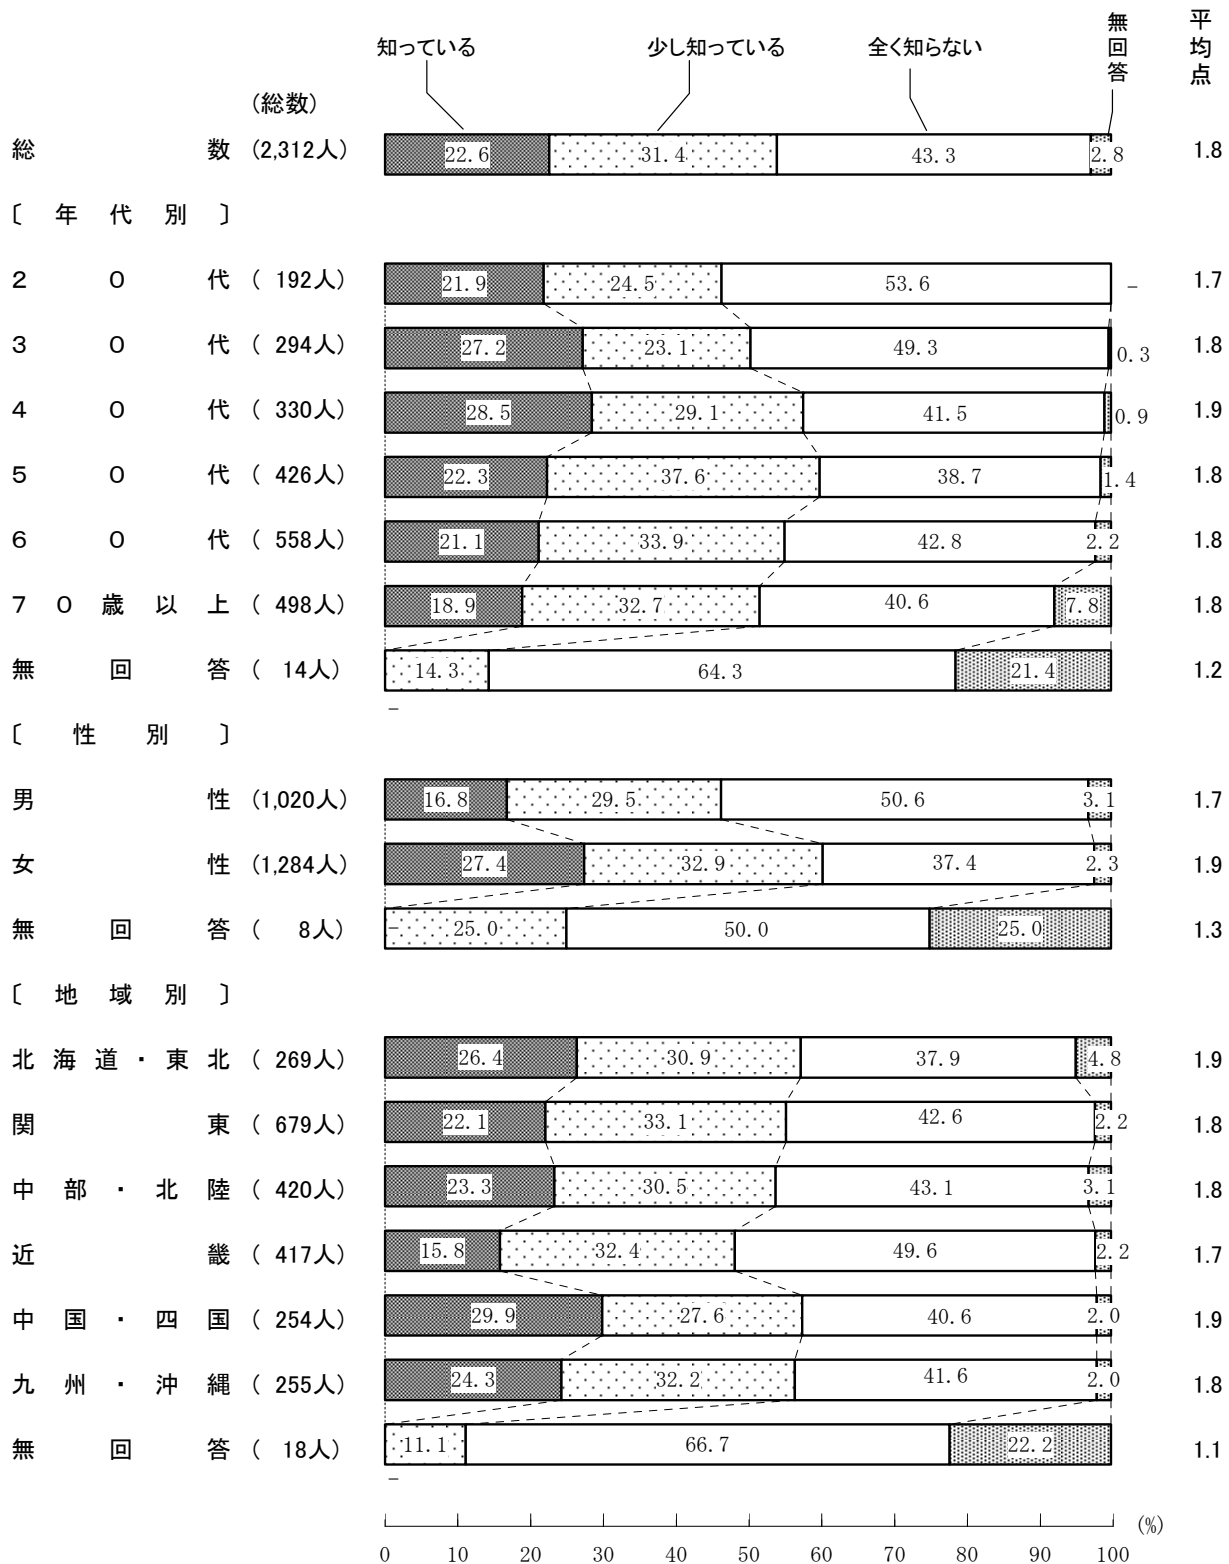 知っている 少し知っている 全く知らない 無回答 平均点
(総数)
総数 (2,312人) 22.6 31.4 43.3 2.8 1.8
〔年代別〕
20代 ( 192人) 21.9 24.5 53.6 - 1.7
30代 ( 294人) 27.2 23.1 49.3 0.3 1.8
40代 ( 330人) 28.5 29.1 41.5 0.9 1.9
50代 ( 426人) 22.3 37.6 38.7 1.4 1.8
60代 ( 558人) 21.1 33.9 42.8 2.2 1.8
70歳以上 ( 498人) 18.9 32.7 40.6 7.8 1.8
無回答 ( 14人) 14.3 64.3 21.4 1.2
-
〔性別〕
男性 (1,020人) 16.8 29.5 50.6 3.1 1.7
女性 (1,284人) 27.4 32.9 37.4 2.3 1.9
無回答 ( 8人) - 25.0 50.0 25.0 1.3
〔地域別〕
北海道・東北 ( 269人) 26.4 30.9 37.9 4.8 1.9
関東 ( 679人) 22.1 33.1 42.6 2.2 1.8
中部・北陸 ( 420人) 23.3 30.5 43.1 3.1 1.8
近畿 ( 417人) 15.8 32.4 49.6 2.2 1.7
中国・四国 ( 254人) 29.9 27.6 40.6 2.0 1.9
九州・沖縄 ( 255人) 24.3 32.2 41.6 2.0 1.8
無回答 ( 18人) 11.1 66.7 22.2 1.1
-
0 10 20 30 40 50 60 70 80 90 100 (%)